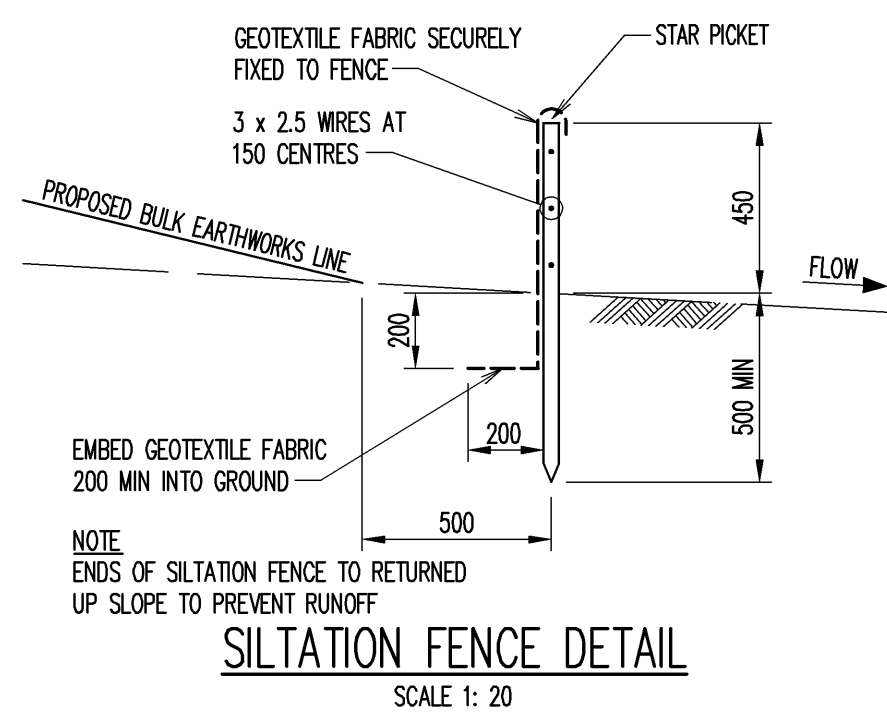 GEOTEXTILE FABRIC SECURELY
FIXED TO FENCE
STAR PICKET
3 x 2.5 WIRES AT
150 CENTRES
PROPOSED BULK EARTHWORKS LINE
450
FLOW
200
500 MIN
200
EMBED GEOTEXTILE FABRIC
200 MIN INTO GROUND
500
NOTE
ENDS OF SILTATION FENCE TO RETURNED
UP SLOPE TO PREVENT RUNOFF
SILTATION FENCE DETAIL
SCALE 1: 20